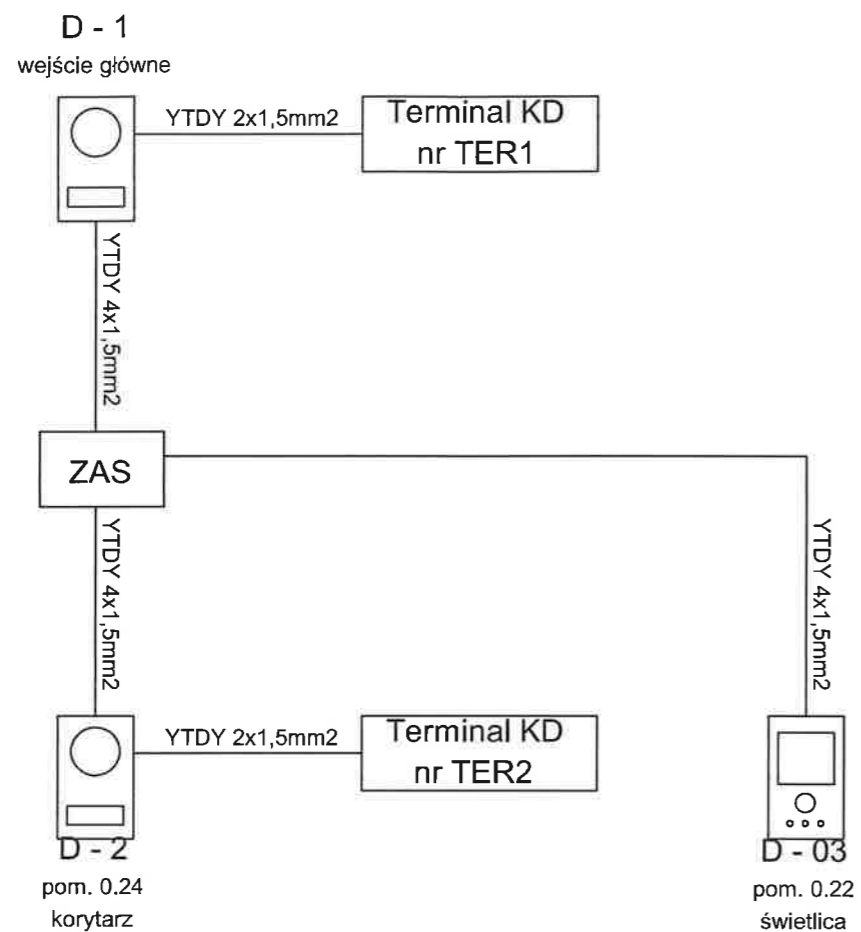 D - 1
wejście główne
YTDY 2x1,5mm2
Terminal KD
nr TER1
YTDY 4x1,5mm2
ZAS
YTDY 4x1,5mm2
YTDY 4x1,5mm2
YTDY 2x1,5mm2
Terminal KD
nr TER2
D - 2
pom. 0.24
korytarz
D - 03
pom. 0.22
świetlica